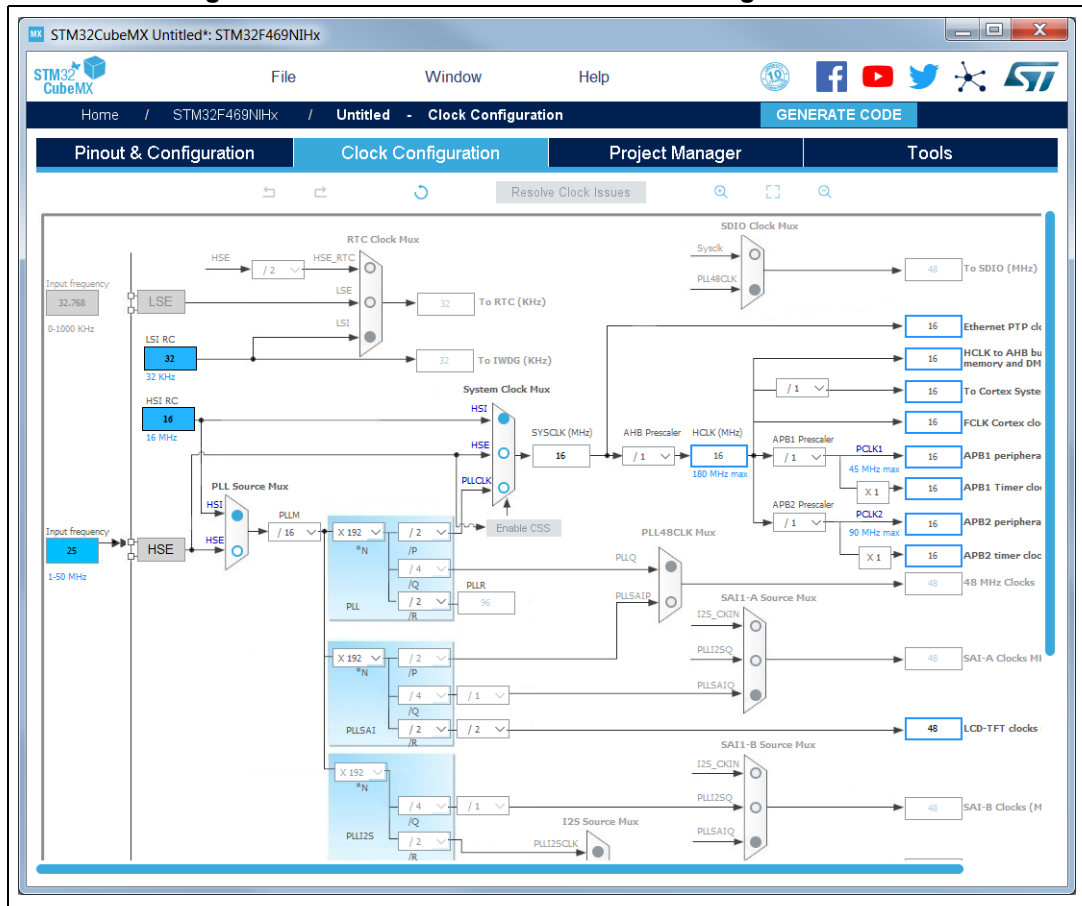 MX STM32CubeMX Untitled*: STM32F469NIHx
STM32 CubeMX
File Window Help
10
Home / STM32F469NIHx / Untitled - Clock Configuration GENERATE CODE
Pinout & Configuration Clock Configuration Project Manager Tools
Resolve Clock Issues
SDIO Clock Mux
Sysclk
PLL48CLK
48 To SDIO (MHz)
RTC Clock Mux
HSE / 2 HSE_RTC
LSE
LSI
32 To RTC (KHz)
Input frequency
32.768
0-1000 KHz
LSE
LSI RC
32
32 KHz
32 To IWDG (KHz)
HSI RC
16
16 MHz
System Clock Mux
HSI
HSE
PLLCLK
SYSCLK (MHz)
16
AHB Prescaler
/ 1
HCLK (MHz)
16
180 MHz max
16 Ethernet PTP clo
16 HCLK to AHB bu
memory and DM
/ 1 16 To Cortex Syste
16 FCLK Cortex clo
APB1 Prescaler
/ 1
PCLK1
45 MHz max
16 APB1 periphera
X 1 16 APB1 Timer cloc
APB2 Prescaler
/ 1
PCLK2
90 MHz max
16 APB2 periphera
X 1 16 APB2 timer cloc
Enable CSS
PLL Source Mux
HSI
HSE
Input frequency
25
1-50 MHz
HSE
PLLM
/ 16
X 192
*N
/ 2
/P
/ 4
/Q
/ 2
/R
PLL
PLLR
96
PLL48CLK Mux
PLLQ
PLLSAIP
48 48 MHz Clocks
SAI1-A Source Mux
I2S_CKIN
PLLI2SQ
PLLSAIQ
48 SAI-A Clocks MH
X 192
*N
/ 2
/P
/ 4
/Q
/ 1
/ 2
/R
/ 2
PLLSAI
48 LCD-TFT clocks
SAI1-B Source Mux
I2S_CKIN
PLLI2SQ
PLLSAIQ
48 SAI-B Clocks (M
X 192
*N
/ 4
/Q
/ 1
/ 2
/R
PLLI2S
I2S Source Mux
PLLI2SCLK